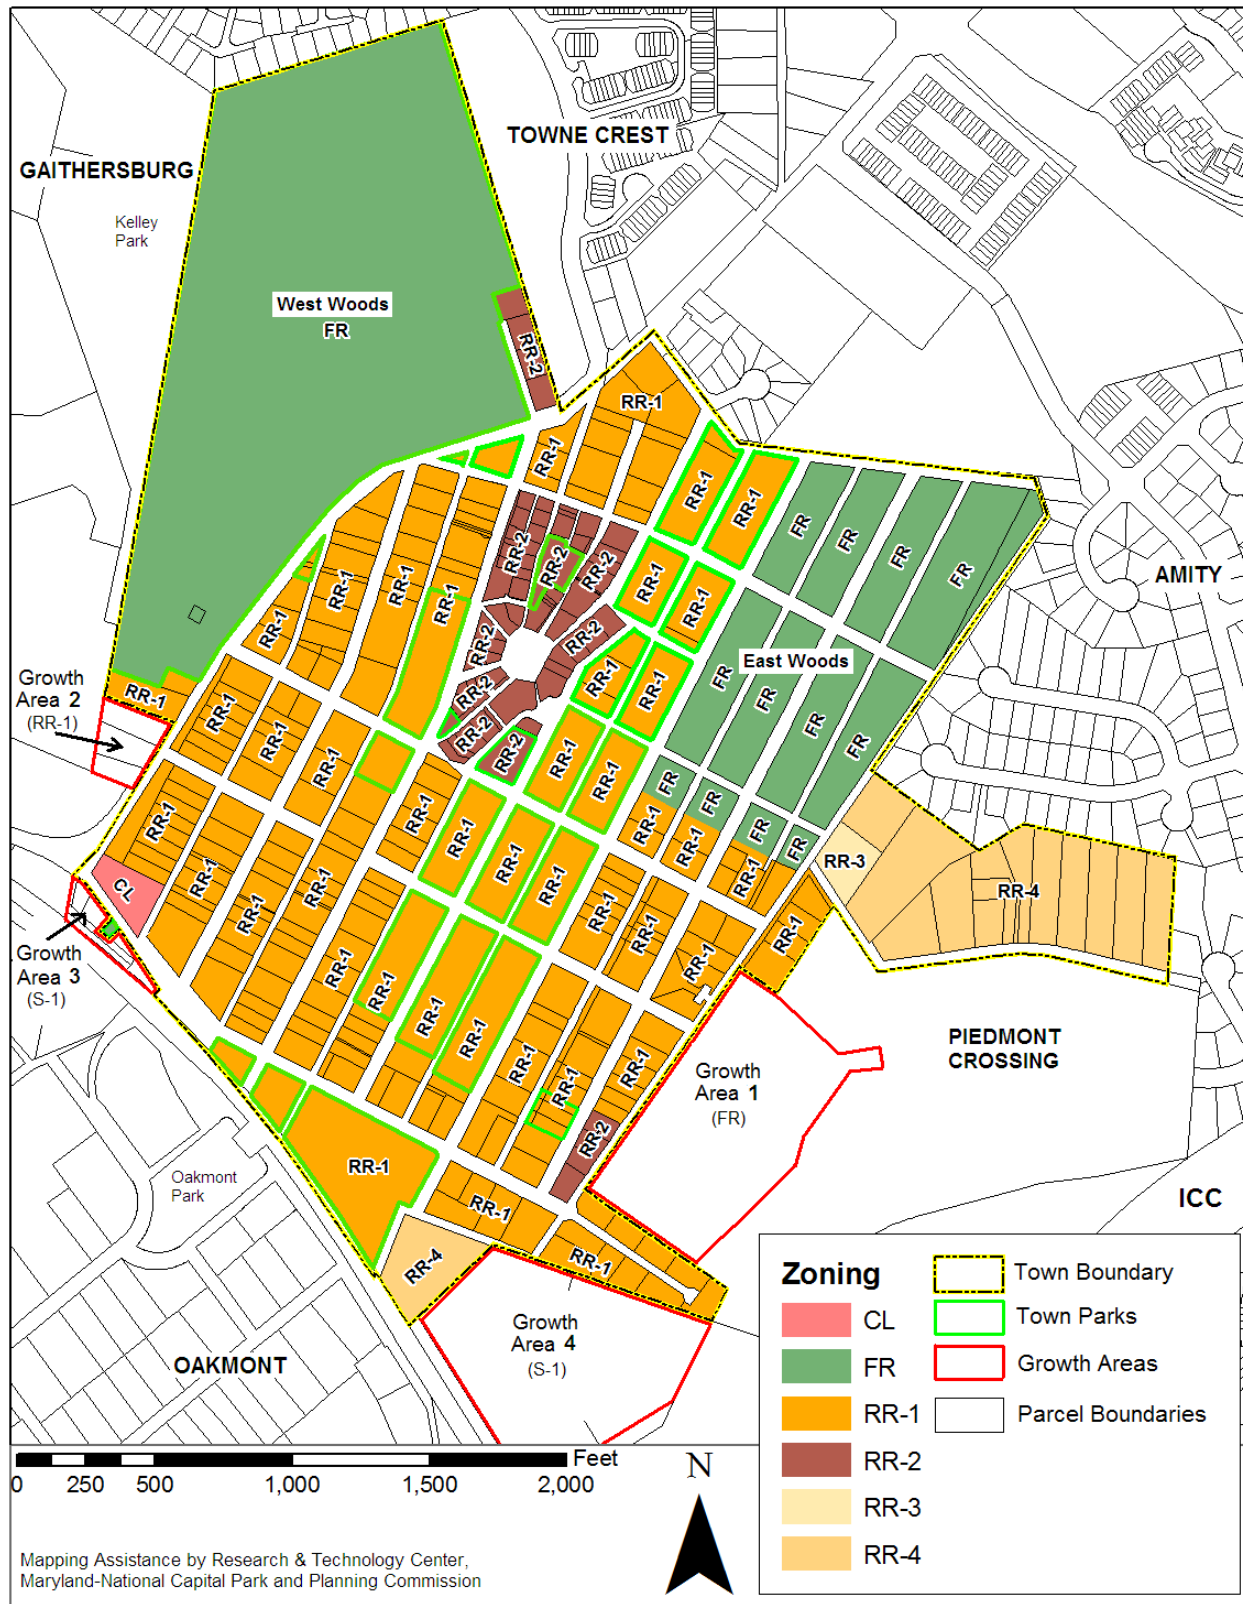 TOWNE CREST
GAITHERSBURG
Kelley
Park
West Woods
FR
RR-2
RR-1
RR-1
RR-1
RR-1
FR
FR
FR
FR
RR-2
RR-2
RR-2
RR-1
RR-1
RR-1
RR-1
RR-1
RR-1
AMITY
RR-1
RR-2
RR-2
RR-1
RR-1
East Woods
FR
FR
FR
FR
Growth
Area 2
(RR-1)
RR-1
RR-1
RR-1
RR-1
RR-2
RR-2
RR-2
RR-1
RR-1
FR
FR
FR
FR
RR-1
RR-1
RR-1
RR-1
RR-1
RR-1
RR-3
RR-4
CL
RR-1
RR-1
RR-1
RR-1
RR-1
RR-1
RR-1
RR-1
RR-1
RR-1
Growth
Area 3
(S-1)
RR-1
RR-1
RR-1
RR-1
RR-1
RR-1
PIEDMONT
CROSSING
Growth
Area 1
(FR)
RR-2
Oakmont
Park
RR-1
RR-1
ICC
RR-4
RR-1
Growth
Area 4
(S-1)
OAKMONT
Zoning
CL
FR
RR-1
RR-2
RR-3
RR-4
Town Boundary
Town Parks
Growth Areas
Parcel Boundaries
Feet
0 250 500 1,000 1,500 2,000
N
Mapping Assistance by Research & Technology Center,
Maryland-National Capital Park and Planning Commission